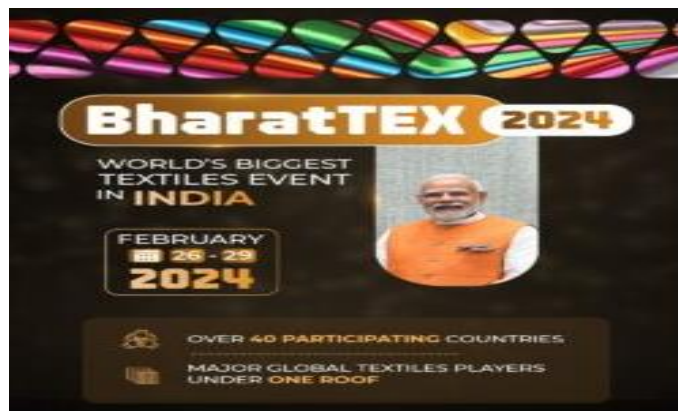 BharatTEX 2024
WORLD'S BIGGEST
TEXTILES EVENT
IN INDIA
FEBRUARY
26 - 29
2024
OVER 40 PARTICIPATING COUNTRIES
MAJOR GLOBAL TEXTILES PLAYERS
UNDER ONE ROOF